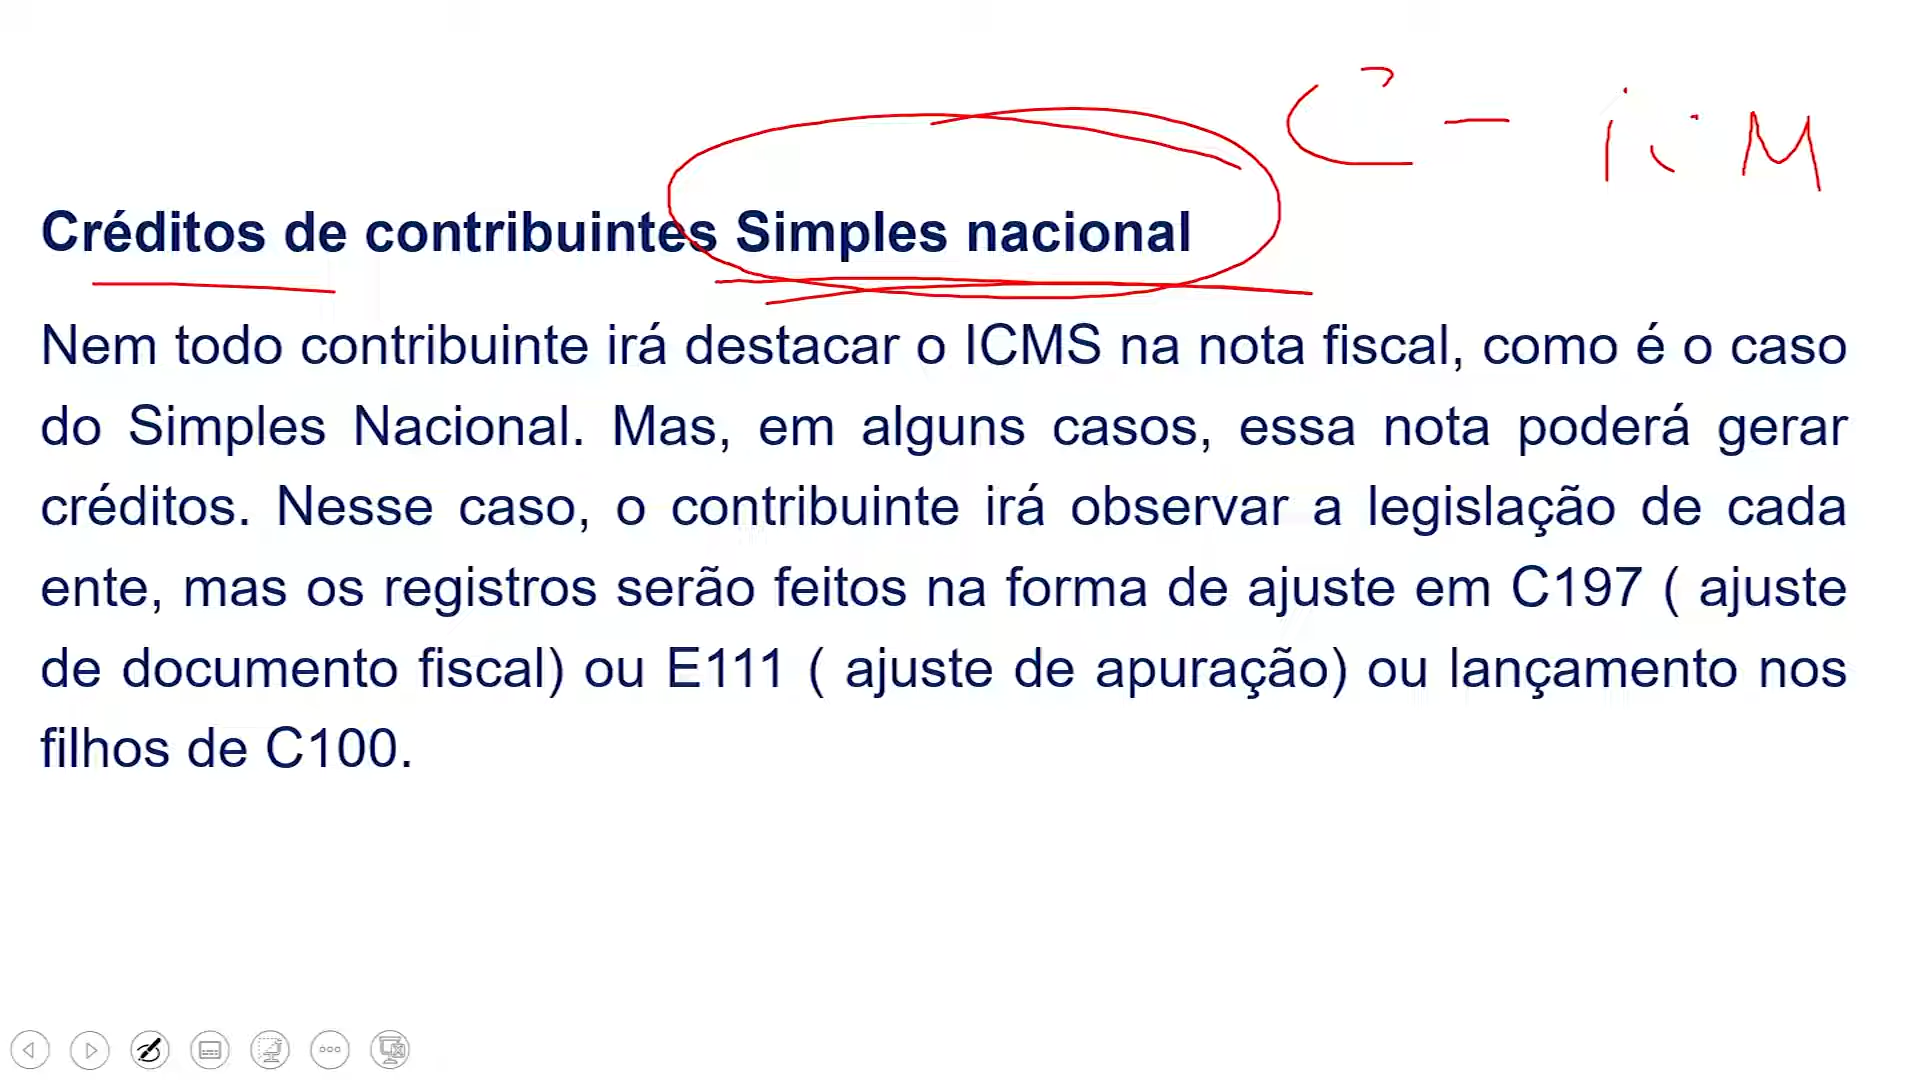 Créditos de contribuintes Simples nacional
Nem todo contribuinte irá destacar o ICMS na nota fiscal, como é o caso
do Simples Nacional. Mas, em alguns casos, essa nota poderá gerar
créditos. Nesse caso, o contribuinte irá observar a legislação de cada
ente, mas os registros serão feitos na forma de ajuste em C197 ( ajuste
de documento fiscal) ou E111 ( ajuste de apuração) ou lançamento nos
filhos de C100.